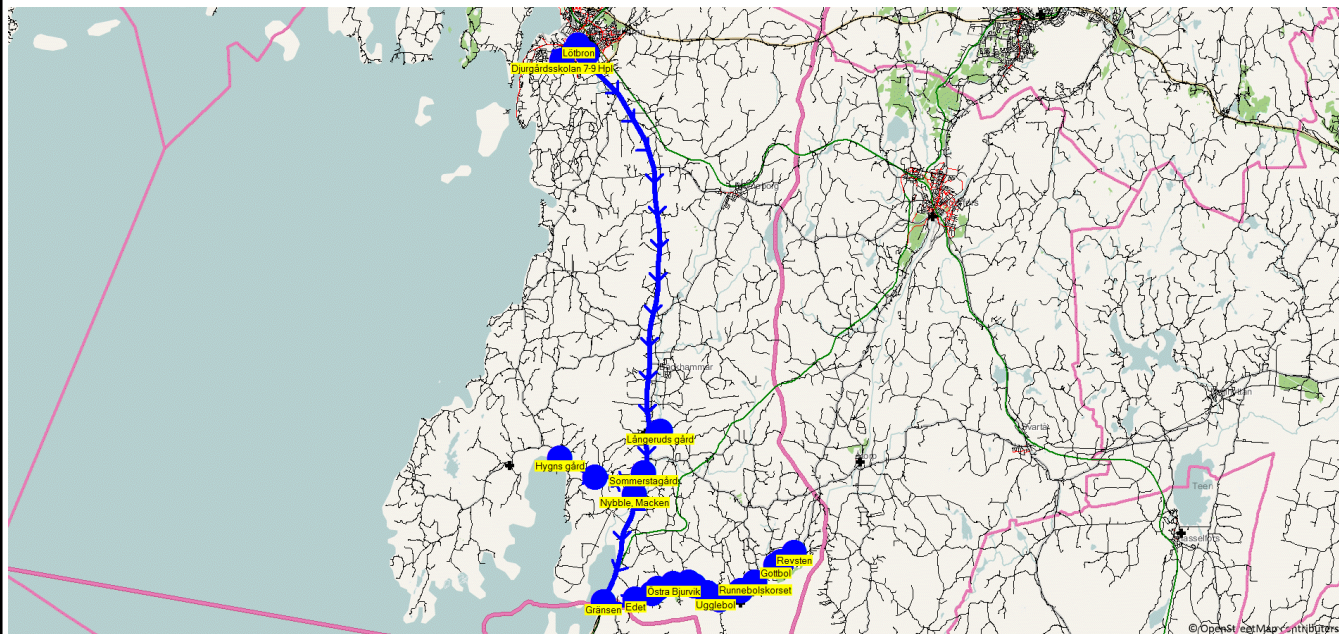 Lötbron
Djurgårdsskolan 7-9 Hpl
Långeruds gård
Hygns gård
Sommerstagård
Nybble, Macken
Revsten
Gottbol
Runnebolskorset
Östra Bjurvik
Ugglebol
Edet
Gränsen
Teen
© OpenStreetMap contributors